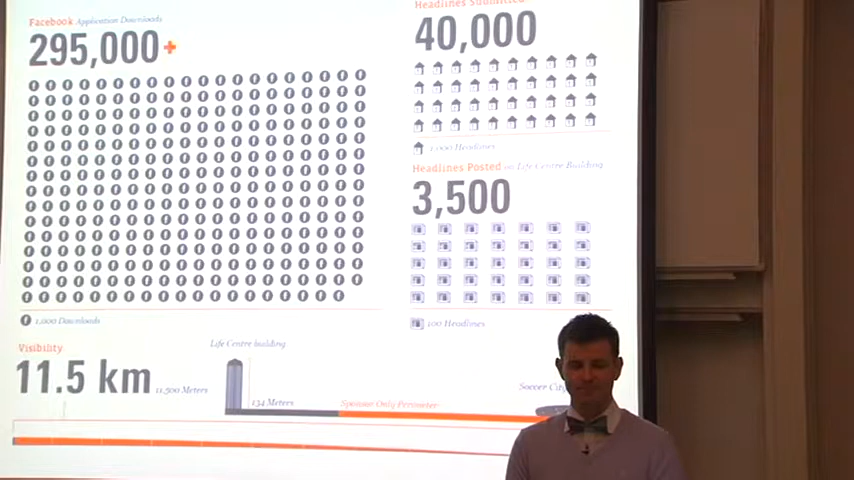 Facebook Application Downloads
295,000+
1,000 Downloads
Headlines Submitted
40,000
1,000 Headlines
Headlines Posted on Life Centre Building
3,500
100 Headlines
Visibility
11.5 km 11,500 Meters
Life Centre building
134 Meters
Sponsor Only Perimeter
Soccer City